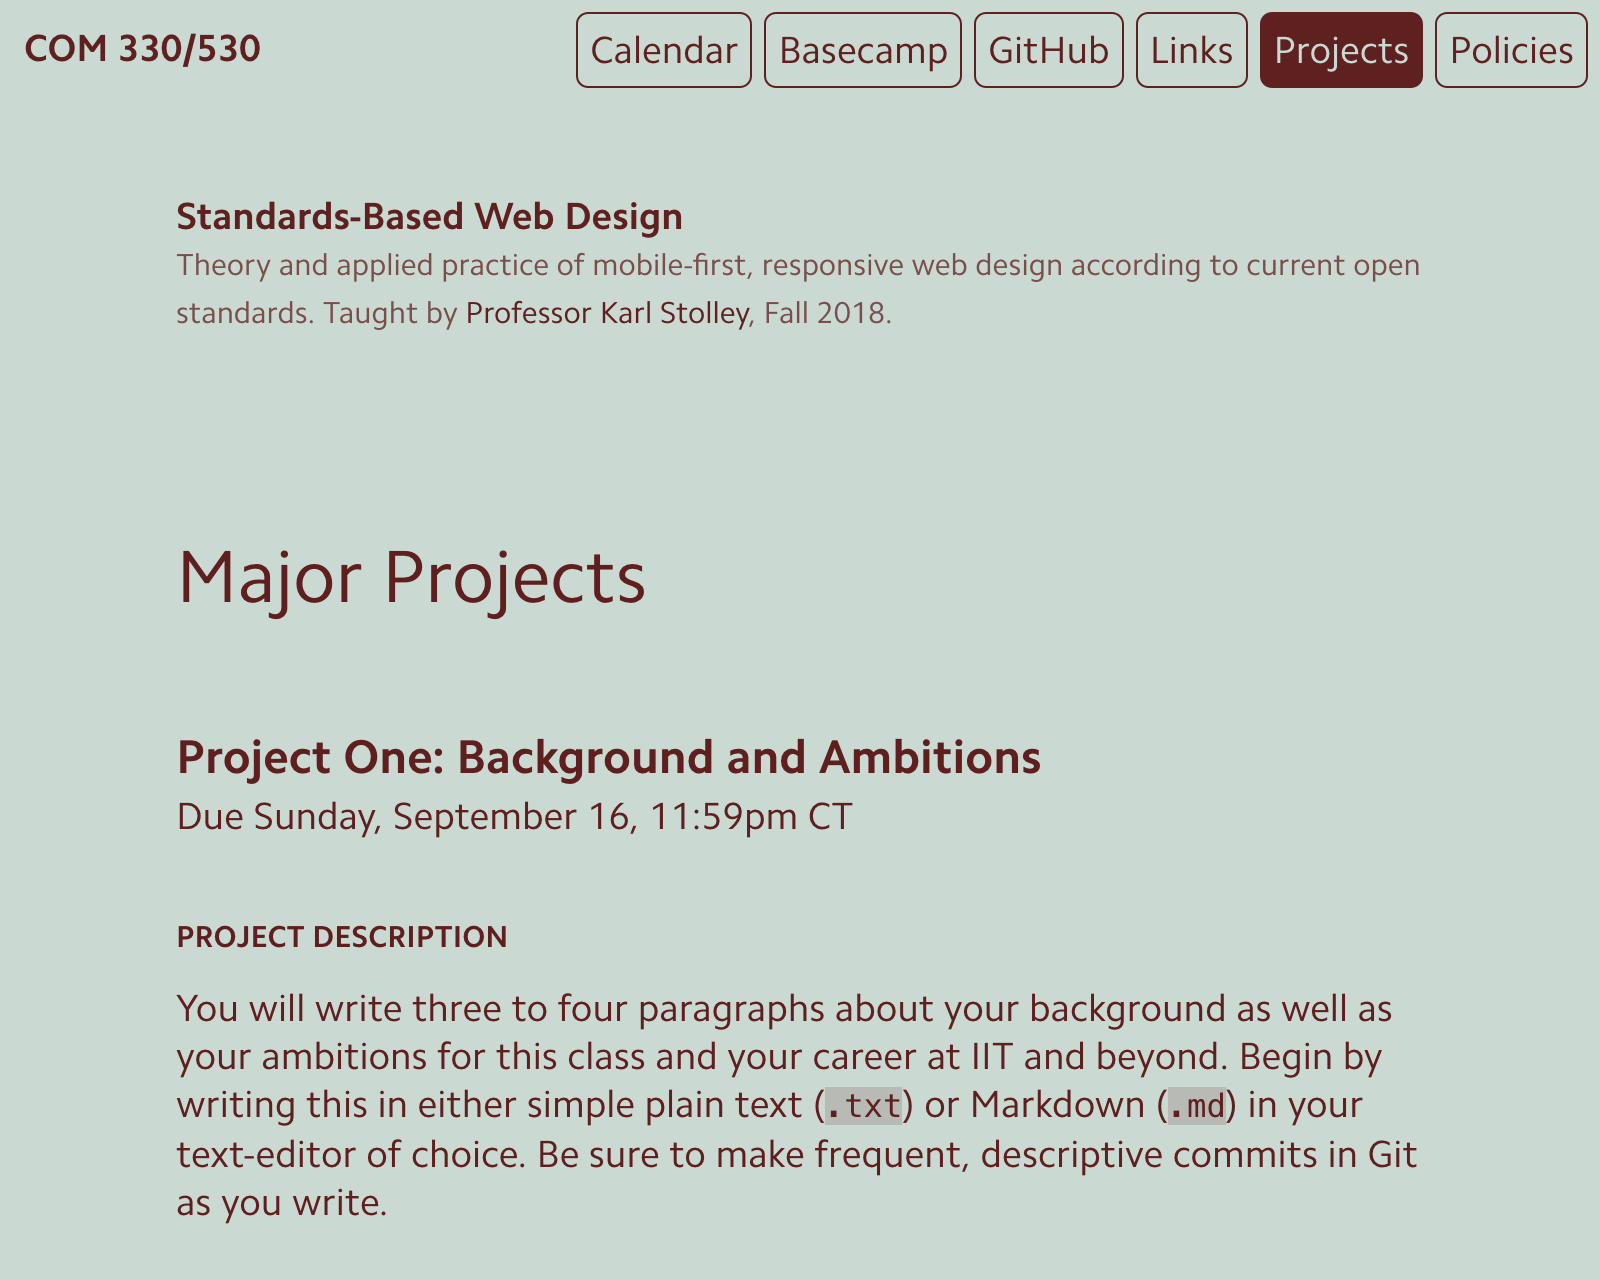 COM 330/530
Calendar
Basecamp
GitHub
Links
Projects
Policies
Standards-Based Web Design
Theory and applied practice of mobile-first, responsive web design according to current open
standards. Taught by Professor Karl Stolley, Fall 2018.
Major Projects
Project One: Background and Ambitions
Due Sunday, September 16, 11:59pm CT
PROJECT DESCRIPTION
You will write three to four paragraphs about your background as well as
your ambitions for this class and your career at IIT and beyond. Begin by
writing this in either simple plain text (.txt) or Markdown (.md) in your
text-editor of choice. Be sure to make frequent, descriptive commits in Git
as you write.